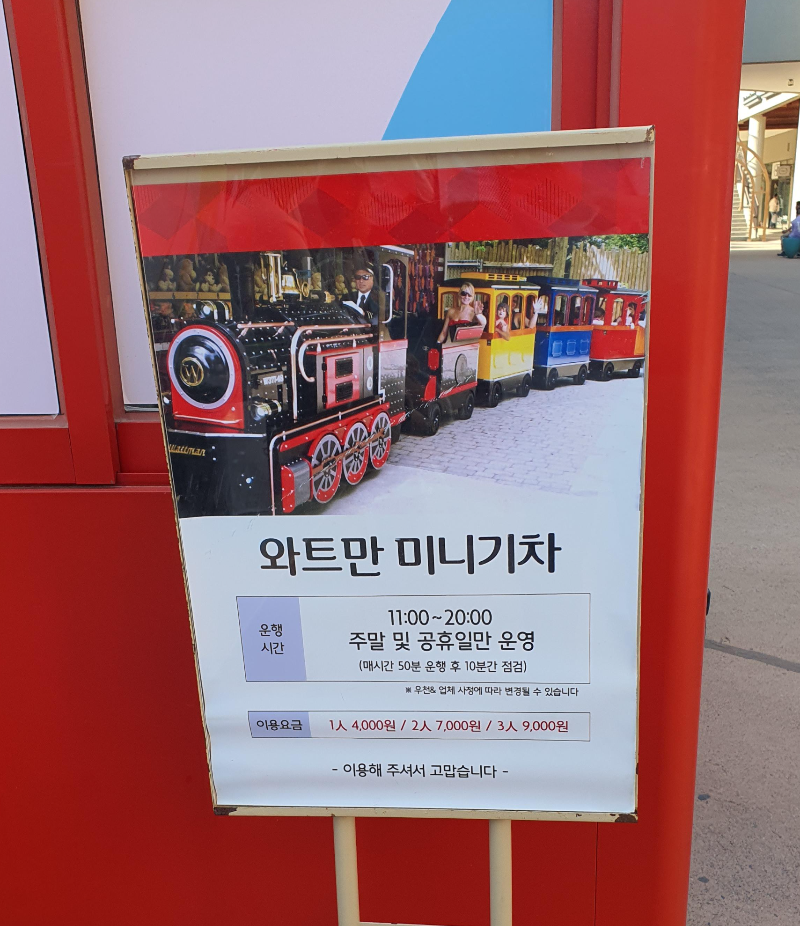 W
Wattman
와트만 미니기차
운행
시간
11:00~20:00
주말 및 공휴일만 운영
(매시간 50분 운행 후 10분간 점검)
※ 우천& 업체 사정에 따라 변경될 수 있습니다
이용요금
1人 4,000원 / 2人 7,000원 / 3人 9,000원
- 이용해 주셔서 고맙습니다 -